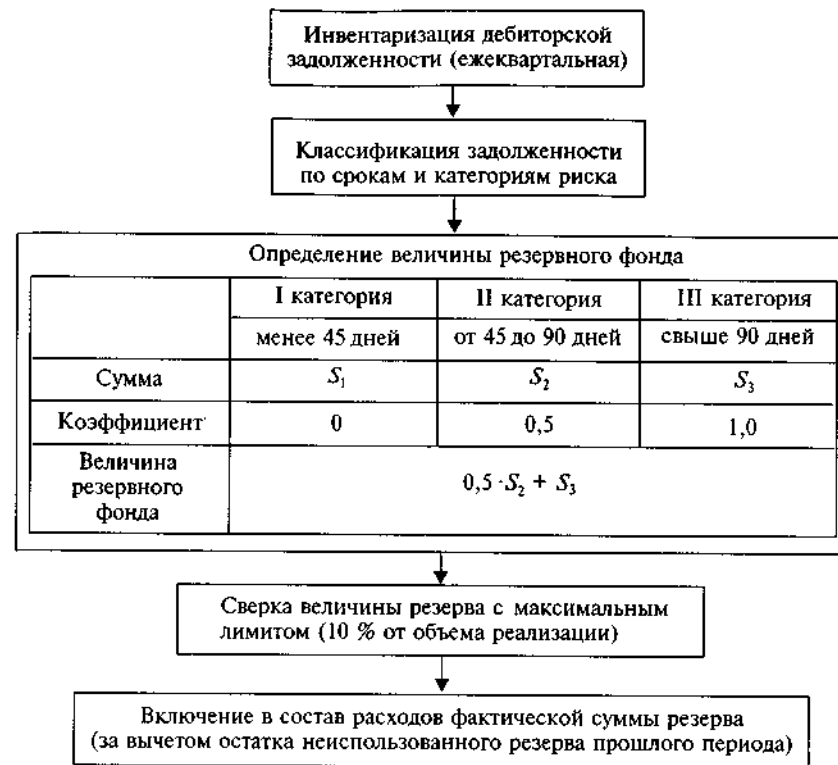 Инвентаризация дебиторской
задолженности (ежеквартальная)
Классификация задолженности
по срокам и категориям риска
Определение величины резервного фонда
I категория II категория III категория
менее 45 дней от 45 до 90 дней свыше 90 дней
Сумма S₁ S₂ S₃
Коэффициент 0 0,5 1,0
Величина
резервного
фонда
0,5 · S₂ + S₃
Сверка величины резерва с максимальным
лимитом (10 % от объема реализации)
Включение в состав расходов фактической суммы резерва
(за вычетом остатка неиспользованного резерва прошлого периода)